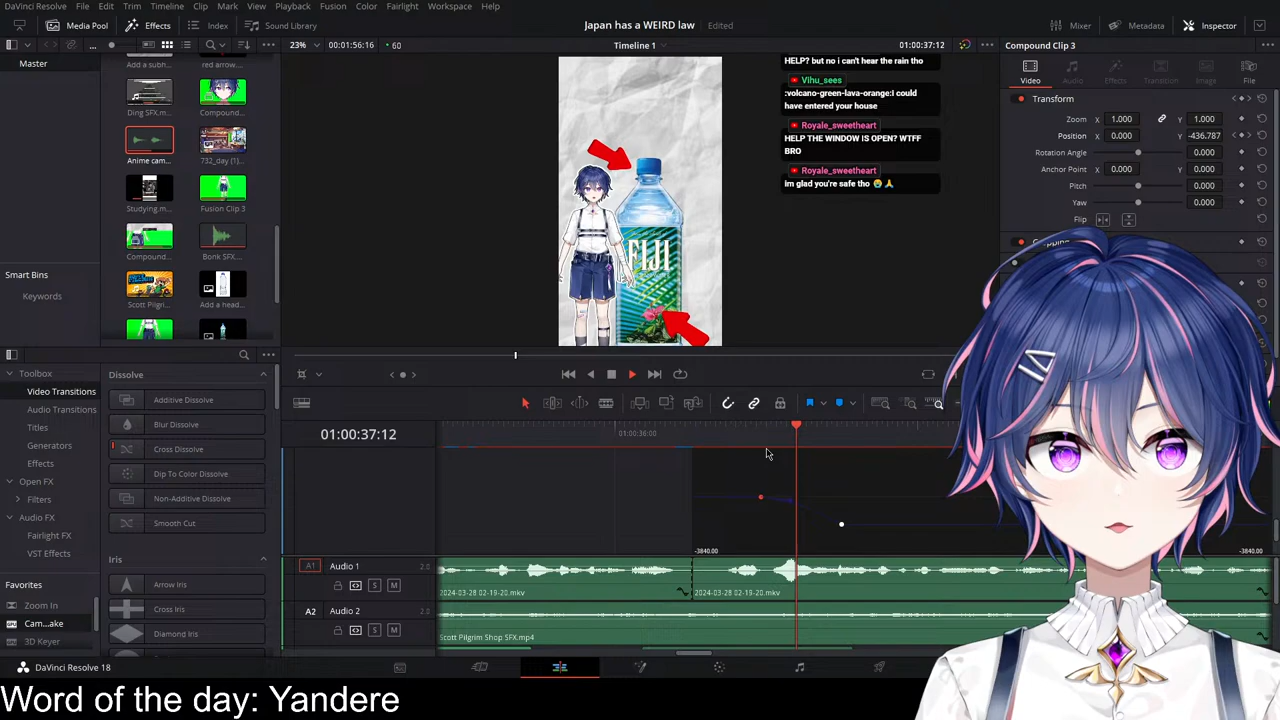 DaVinci Resolve File Edit Trim Timeline Clip Mark View Playback Fusion Color Fairlight Workspace Help
Media Pool Effects Index Sound Library Japan has a WEIRD law Edited Mixer Metadata Inspector
... 23% 00:01:56:16 60 Timeline 1 01:00:37:12 Compound Clip 3
Master
Add a subh... red arrow...
Ding SFX.m... Compound...
Anime cam... 732_day (1)...
Studying.m... Fusion Clip 3
Compound... Bonk SFX....
Scott Pilgri... Add a head...
Smart Bins
Keywords
FIJI
HELP? but no i can't hear the rain tho
Vihu_sees
:volcano-green-lava-orange:i could
have entered your house
Royale_sweetheart
HELP THE WINDOW IS OPEN? WTFF
BRO
Royale_sweetheart
im glad you're safe tho 😭🙏
Video Audio Effects Transition Image File
Transform
Zoom X 1.000 Y 1.000
Position X 0.000 Y -436.787
Rotation Angle 0.000
Anchor Point X 0.000 Y 0.000
Pitch 0.000
Yaw 0.000
Flip
Toolbox
Video Transitions
Audio Transitions
Titles
Generators
Effects
Open FX
Filters
Audio FX
Fairlight FX
VST Effects
Favorites
Zoom In
Cam...ake
3D Keyer
Dissolve
Additive Dissolve
Blur Dissolve
Cross Dissolve
Dip To Color Dissolve
Non-Additive Dissolve
Smooth Cut
Iris
Arrow Iris
Cross Iris
Diamond Iris
01:00:37:12 01:00:36:00
-3840.00 -3840.00
A1 Audio 1 2.0
S M
2024-03-28 02-19-20.mkv 2024-03-28 02-19-20.mkv
A2 Audio 2 2.0
S M
Scott Pilgrim Shop SFX.mp4
DaVinci Resolve 18
Word of the day: Yandere